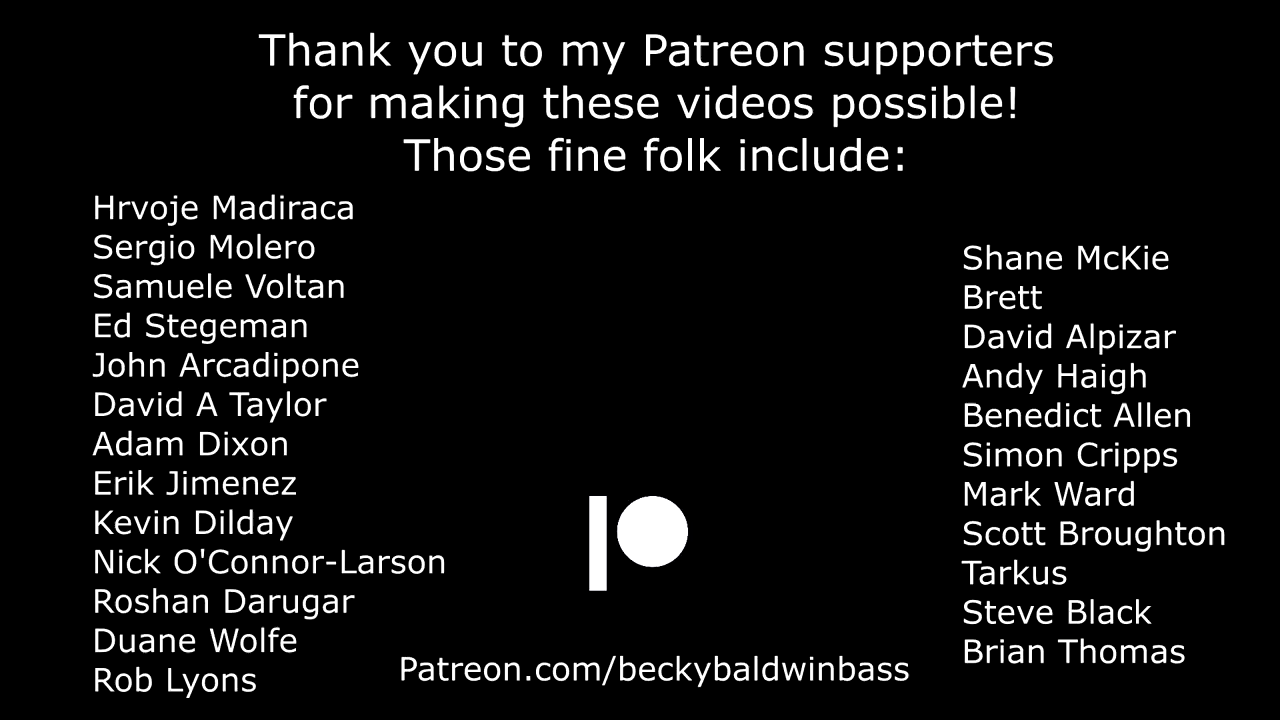 Thank you to my Patreon supporters
for making these videos possible!
Those fine folk include:
Hrvoje Madiraca
Sergio Molero
Samuele Voltan
Ed Stegeman
John Arcadipone
David A Taylor
Adam Dixon
Erik Jimenez
Kevin Dilday
Nick O'Connor-Larson
Roshan Darugar
Duane Wolfe
Rob Lyons
Shane McKie
Brett
David Alpizar
Andy Haigh
Benedict Allen
Simon Cripps
Mark Ward
Scott Broughton
Tarkus
Steve Black
Brian Thomas
Patreon.com/beckybaldwinbass